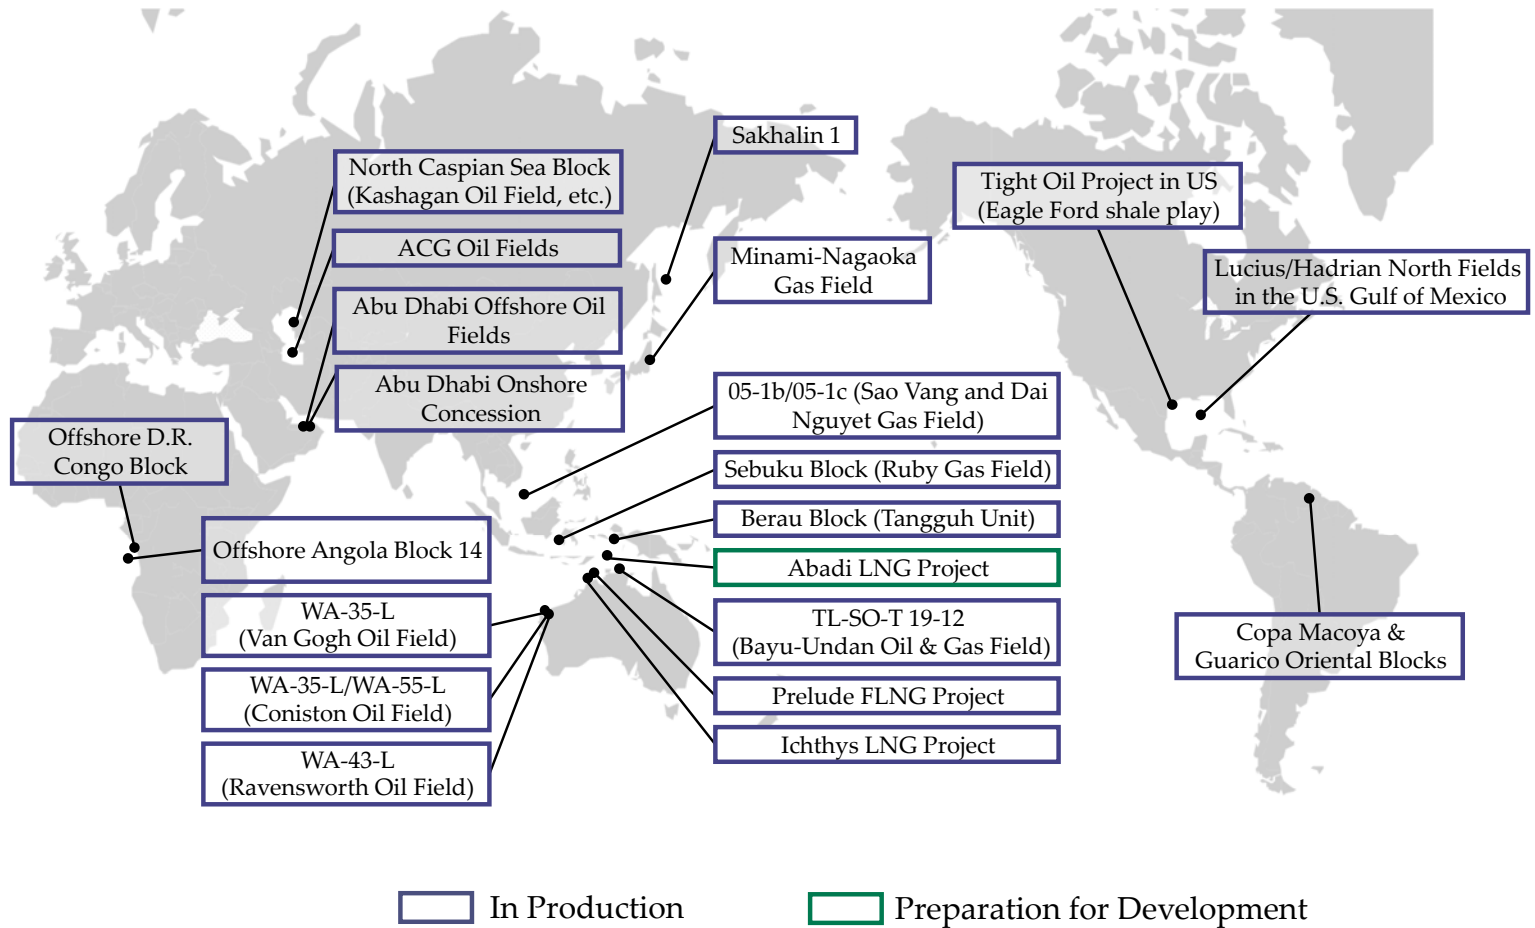 Sakhalin 1
North Caspian Sea Block
(Kashagan Oil Field, etc.)
Tight Oil Project in US
(Eagle Ford shale play)
ACG Oil Fields
Minami-Nagaoka
Gas Field
Lucius/Hadrian North Fields
in the U.S. Gulf of Mexico
Abu Dhabi Offshore Oil
Fields
Abu Dhabi Onshore
Concession
05-1b/05-1c (Sao Vang and Dai
Nguyet Gas Field)
Offshore D.R.
Congo Block
Sebuku Block (Ruby Gas Field)
Berau Block (Tangguh Unit)
Offshore Angola Block 14
Abadi LNG Project
WA-35-L
(Van Gogh Oil Field)
TL-SO-T 19-12
(Bayu-Undan Oil & Gas Field)
Copa Macoya &
Guarico Oriental Blocks
WA-35-L/WA-55-L
(Coniston Oil Field)
Prelude FLNG Project
Ichthys LNG Project
WA-43-L
(Ravensworth Oil Field)
In Production
Preparation for Development